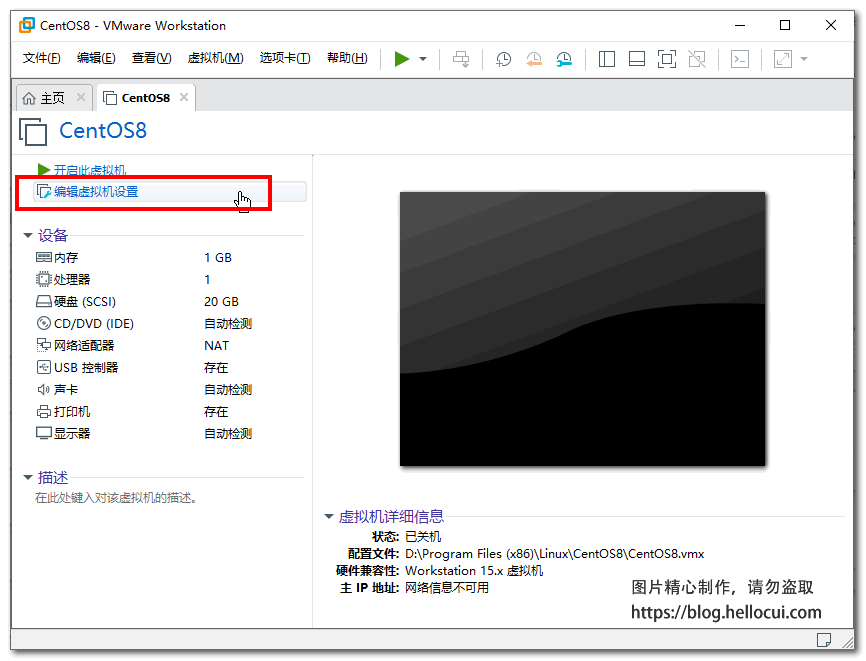 CentOS8 - VMware Workstation
文件(F) 编辑(E) 查看(V) 虚拟机(M) 选项卡(T) 帮助(H)
主页 CentOS8
CentOS8
开启此虚拟机
编辑虚拟机设置
设备
内存 1 GB
处理器 1
硬盘 (SCSI) 20 GB
CD/DVD (IDE) 自动检测
网络适配器 NAT
USB 控制器 存在
声卡 自动检测
打印机 存在
显示器 自动检测
描述
在此处键入对该虚拟机的描述。
虚拟机详细信息
状态: 已关机
配置文件: D:\Program Files (x86)\Linux\CentOS8\CentOS8.vmx
硬件兼容性: Workstation 15.x 虚拟机
主 IP 地址: 网络信息不可用
图片精心制作，请勿盗取
https://blog.hellocui.com